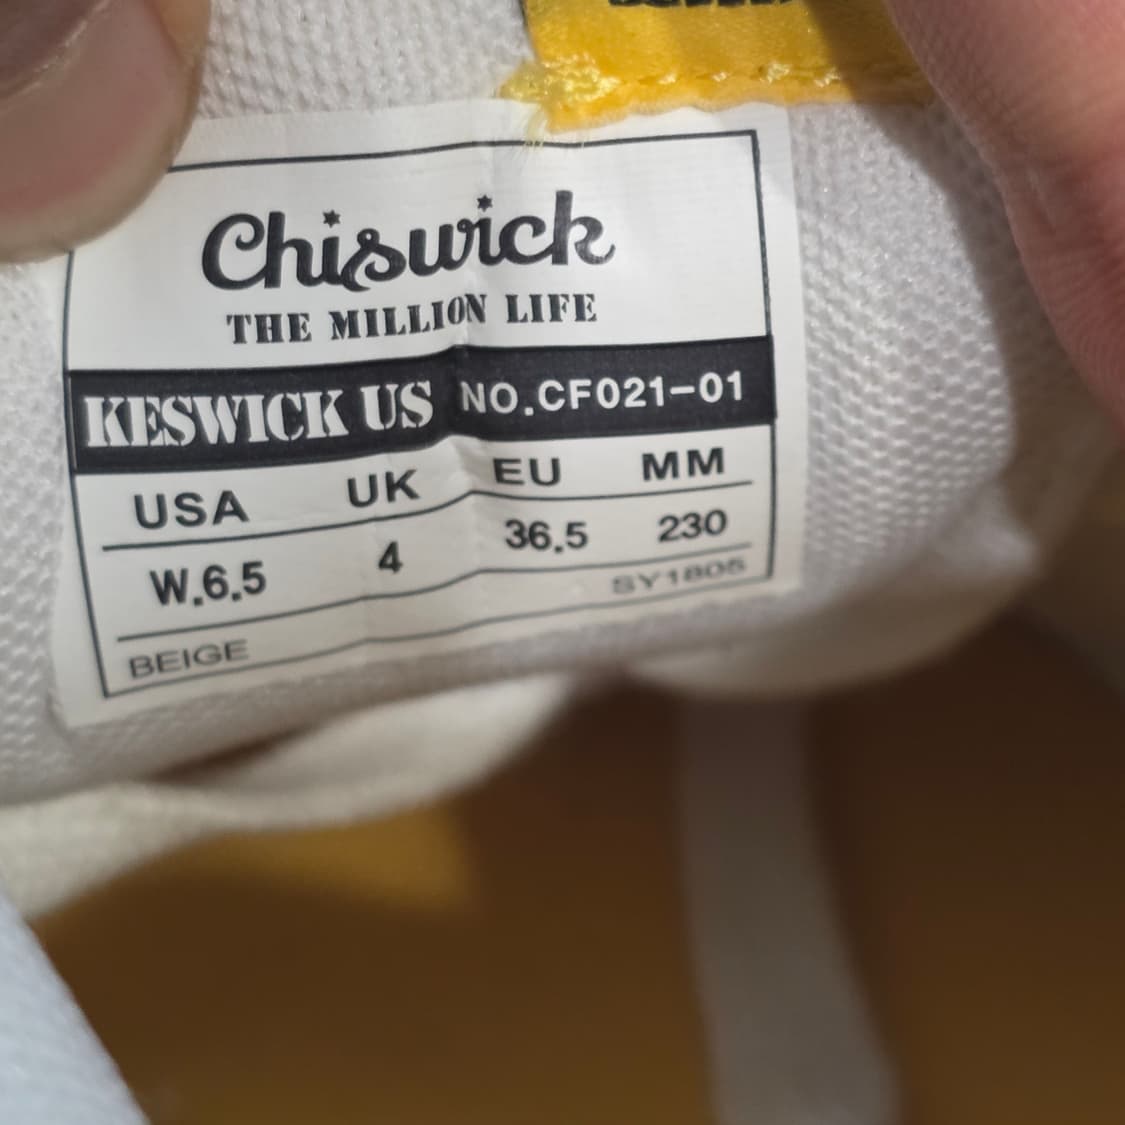 Chiswick
THE MILLION LIFE
KESWICK US NO.CF021-01
USA UK EU MM
W.6.5 4 36.5 230
BEIGE SY1805